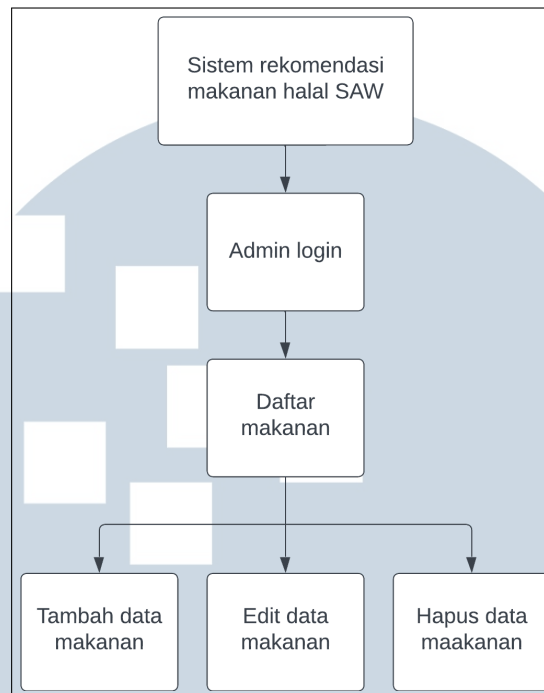 Sistem rekomendasi
makanan halal SAW
Admin login
Daftar
makanan
Tambah data
makanan
Edit data
makanan
Hapus data
maakanan